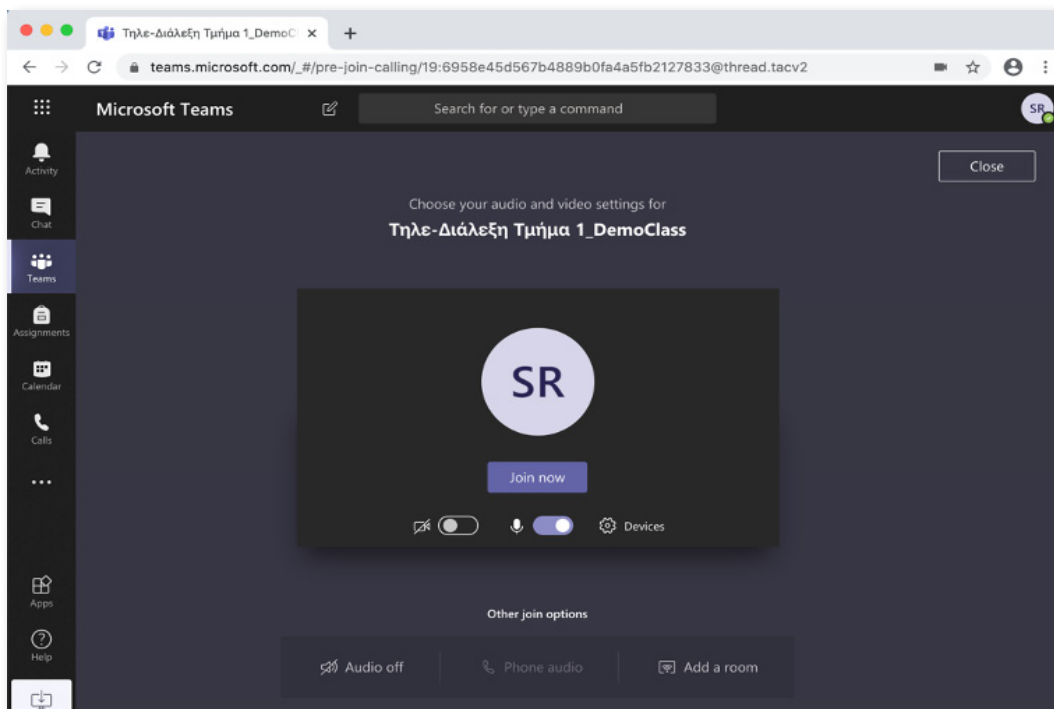 Τηλε-Διάλεξη Τμήμα 1_DemoC
teams.microsoft.com/_#/pre-join-calling/19:6958e45d567b4889b0fa4a5fb2127833@thread.tacv2
Microsoft Teams
Search for or type a command
SR
Activity
Chat
Teams
Assignments
Calendar
Calls
Apps
Help
Close
Choose your audio and video settings for
Τηλε-Διάλεξη Τμήμα 1_DemoClass
SR
Join now
Devices
Other join options
Audio off
Phone audio
Add a room